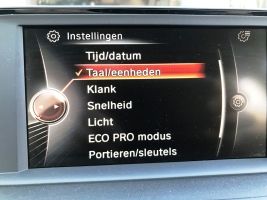 Instellingen
Tijd/datum
Taal/eenheden
Klank
Snelheid
Licht
ECO PRO modus
Portieren/sleutels